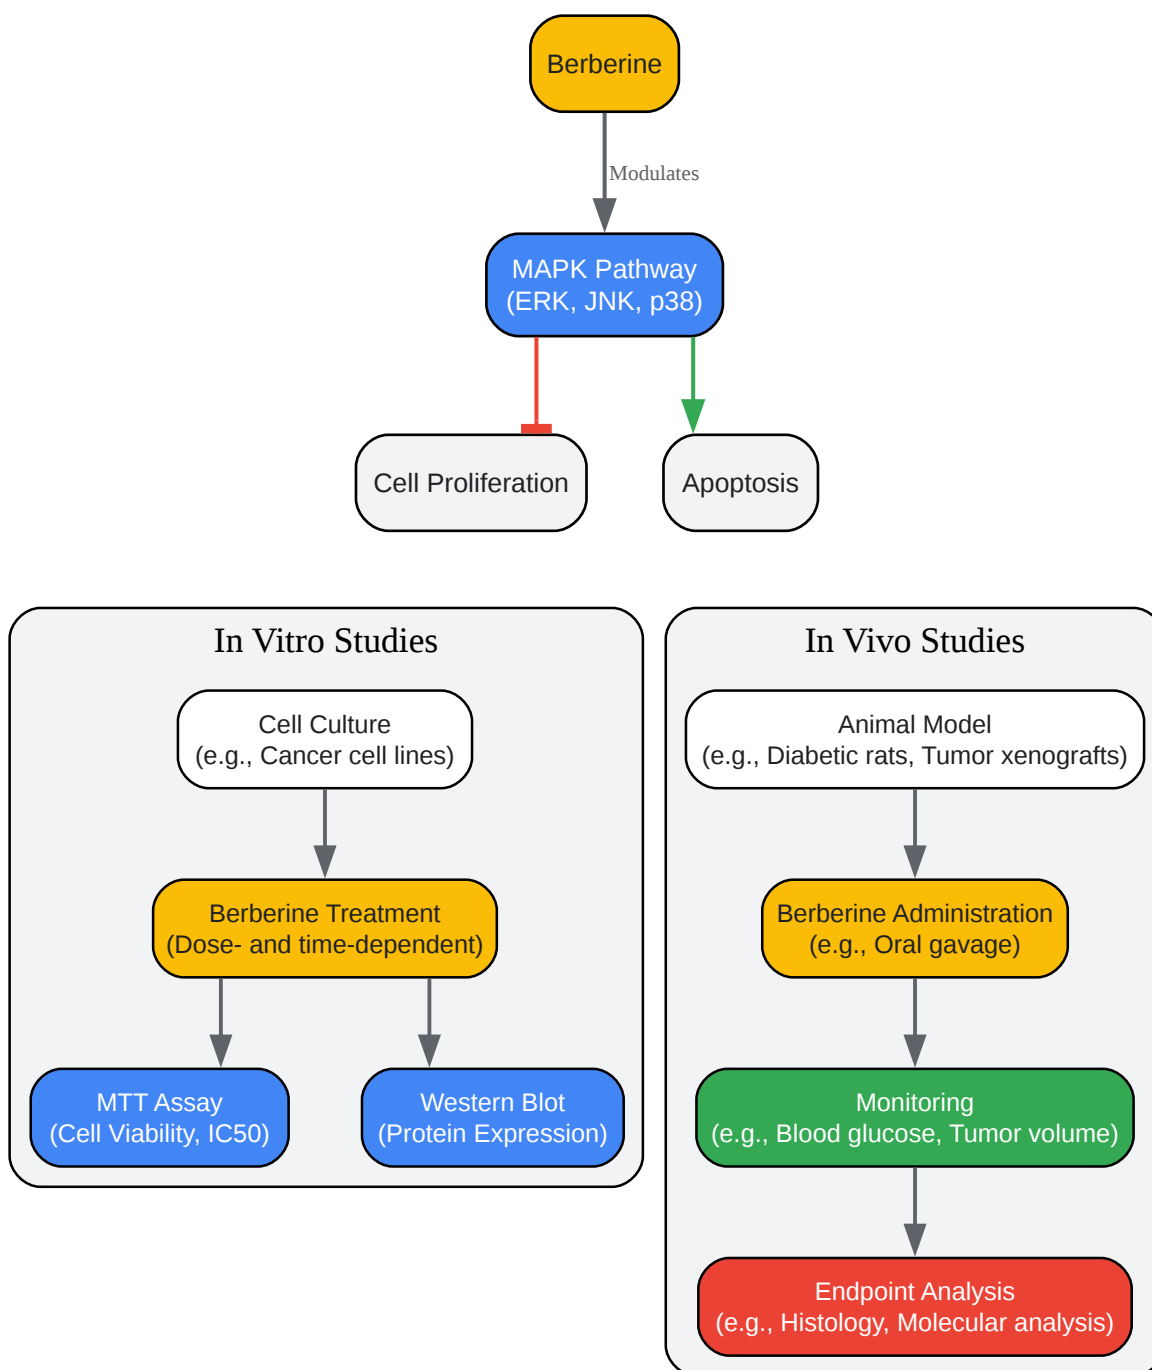 Berberine
Modulates
MAPK Pathway
(ERK, JNK, p38)
Cell Proliferation
Apoptosis
In Vitro Studies
Cell Culture
(e.g., Cancer cell lines)
Berberine Treatment
(Dose- and time-dependent)
MTT Assay
(Cell Viability, IC50)
Western Blot
(Protein Expression)
In Vivo Studies
Animal Model
(e.g., Diabetic rats, Tumor xenografts)
Berberine Administration
(e.g., Oral gavage)
Monitoring
(e.g., Blood glucose, Tumor volume)
Endpoint Analysis
(e.g., Histology, Molecular analysis)